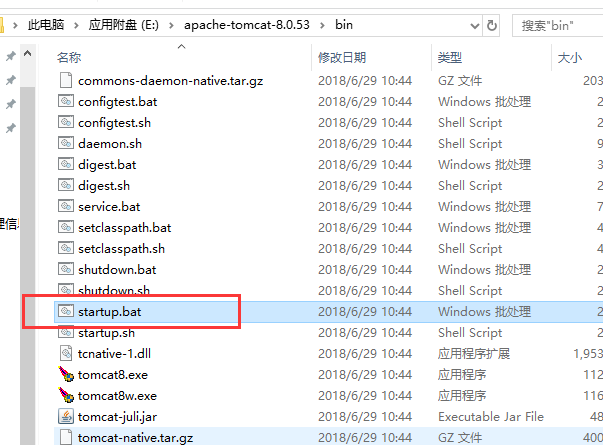 此电脑 › 应用附盘 (E:) › apache-tomcat-8.0.53 › bin
搜索"bin"
名称 修改日期 类型 大小
commons-daemon-native.tar.gz 2018/6/29 10:44 GZ 文件 203
configtest.bat 2018/6/29 10:44 Windows 批处理 2
configtest.sh 2018/6/29 10:44 Shell Script 2
daemon.sh 2018/6/29 10:44 Shell Script 9
digest.bat 2018/6/29 10:44 Windows 批处理 3
digest.sh 2018/6/29 10:44 Shell Script 2
service.bat 2018/6/29 10:44 Windows 批处理 7
setclasspath.bat 2018/6/29 10:44 Windows 批处理 4
setclasspath.sh 2018/6/29 10:44 Shell Script 4
shutdown.bat 2018/6/29 10:44 Windows 批处理 2
shutdown.sh 2018/6/29 10:44 Shell Script 2
startup.bat 2018/6/29 10:44 Windows 批处理 2
startup.sh 2018/6/29 10:44 Shell Script 2
tcnative-1.dll 2018/6/29 10:44 应用程序扩展 1,953
tomcat8.exe 2018/6/29 10:44 应用程序 112
tomcat8w.exe 2018/6/29 10:44 应用程序 116
tomcat-juli.jar 2018/6/29 10:44 Executable Jar File 48
tomcat-native.tar.gz 2018/6/29 10:44 GZ 文件 400